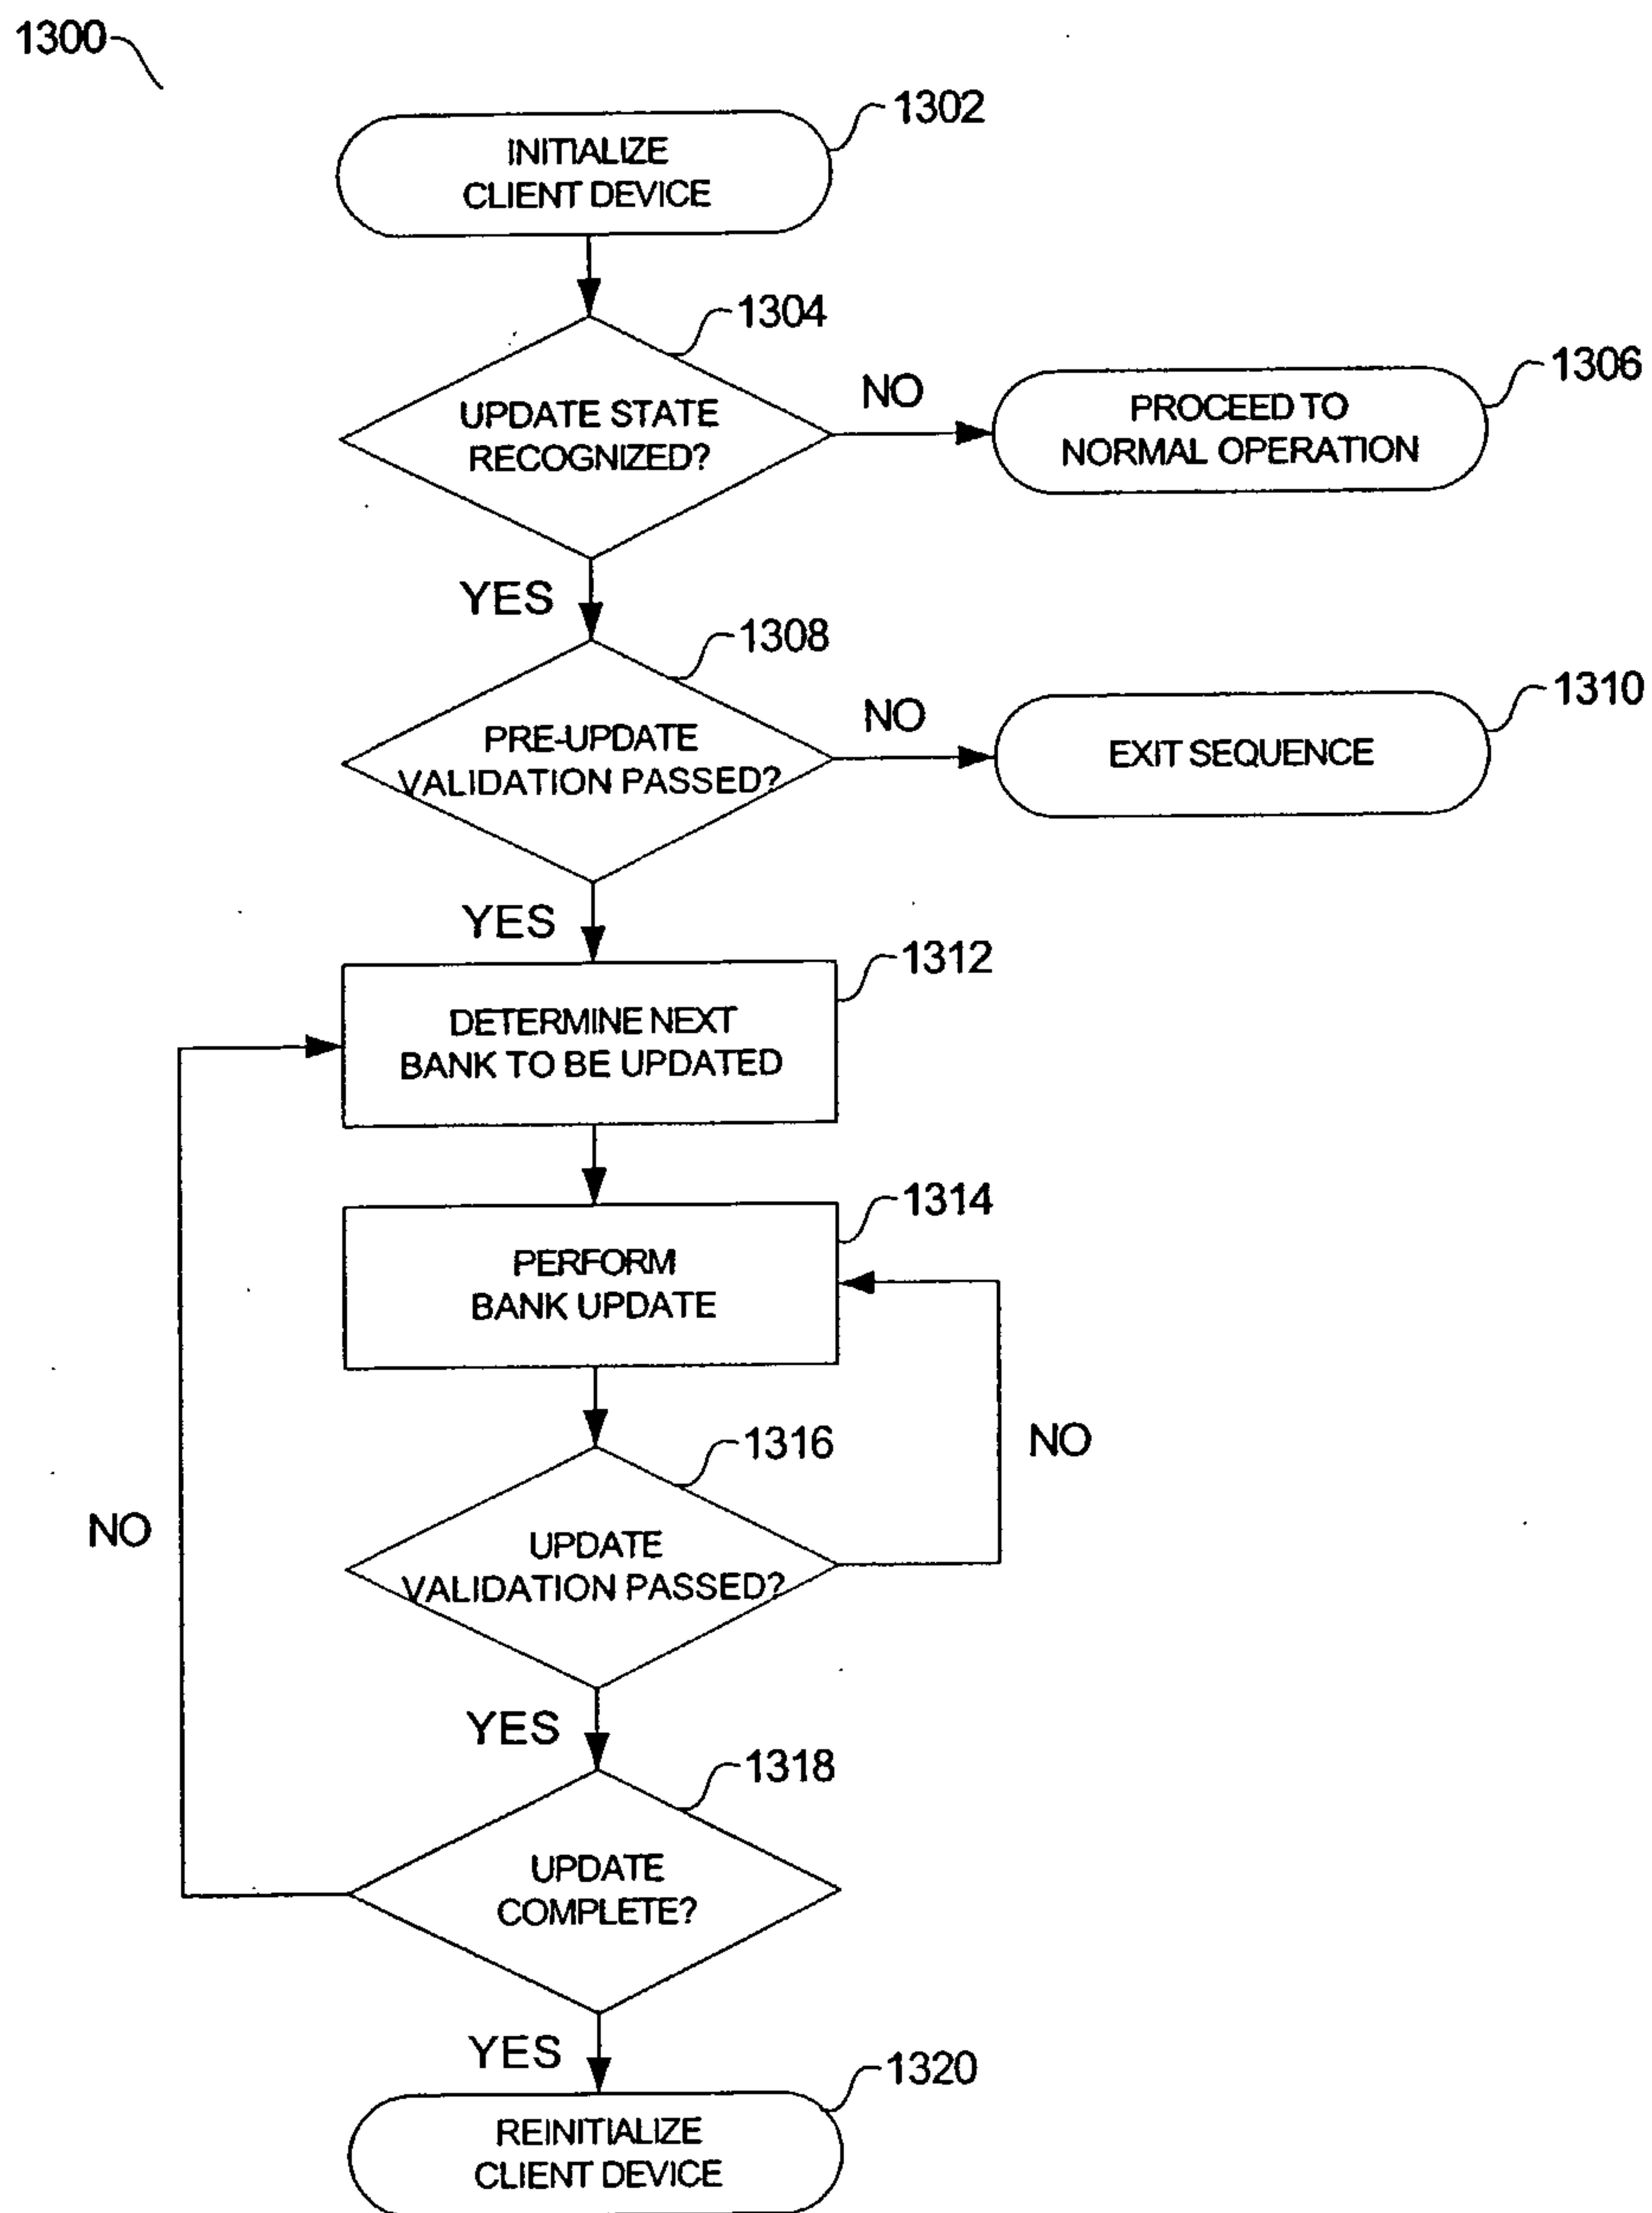 1300
1302
INITIALIZE
CLIENT DEVICE
1304
UPDATE STATE
RECOGNIZED?
NO
1306
PROCEED TO
NORMAL OPERATION
YES
1308
PRE-UPDATE
VALIDATION PASSED?
NO
1310
EXIT SEQUENCE
YES
1312
DETERMINE NEXT
BANK TO BE UPDATED
1314
PERFORM
BANK UPDATE
1316
UPDATE
VALIDATION PASSED?
NO
NO
YES
1318
UPDATE
COMPLETE?
YES
1320
REINITIALIZE
CLIENT DEVICE